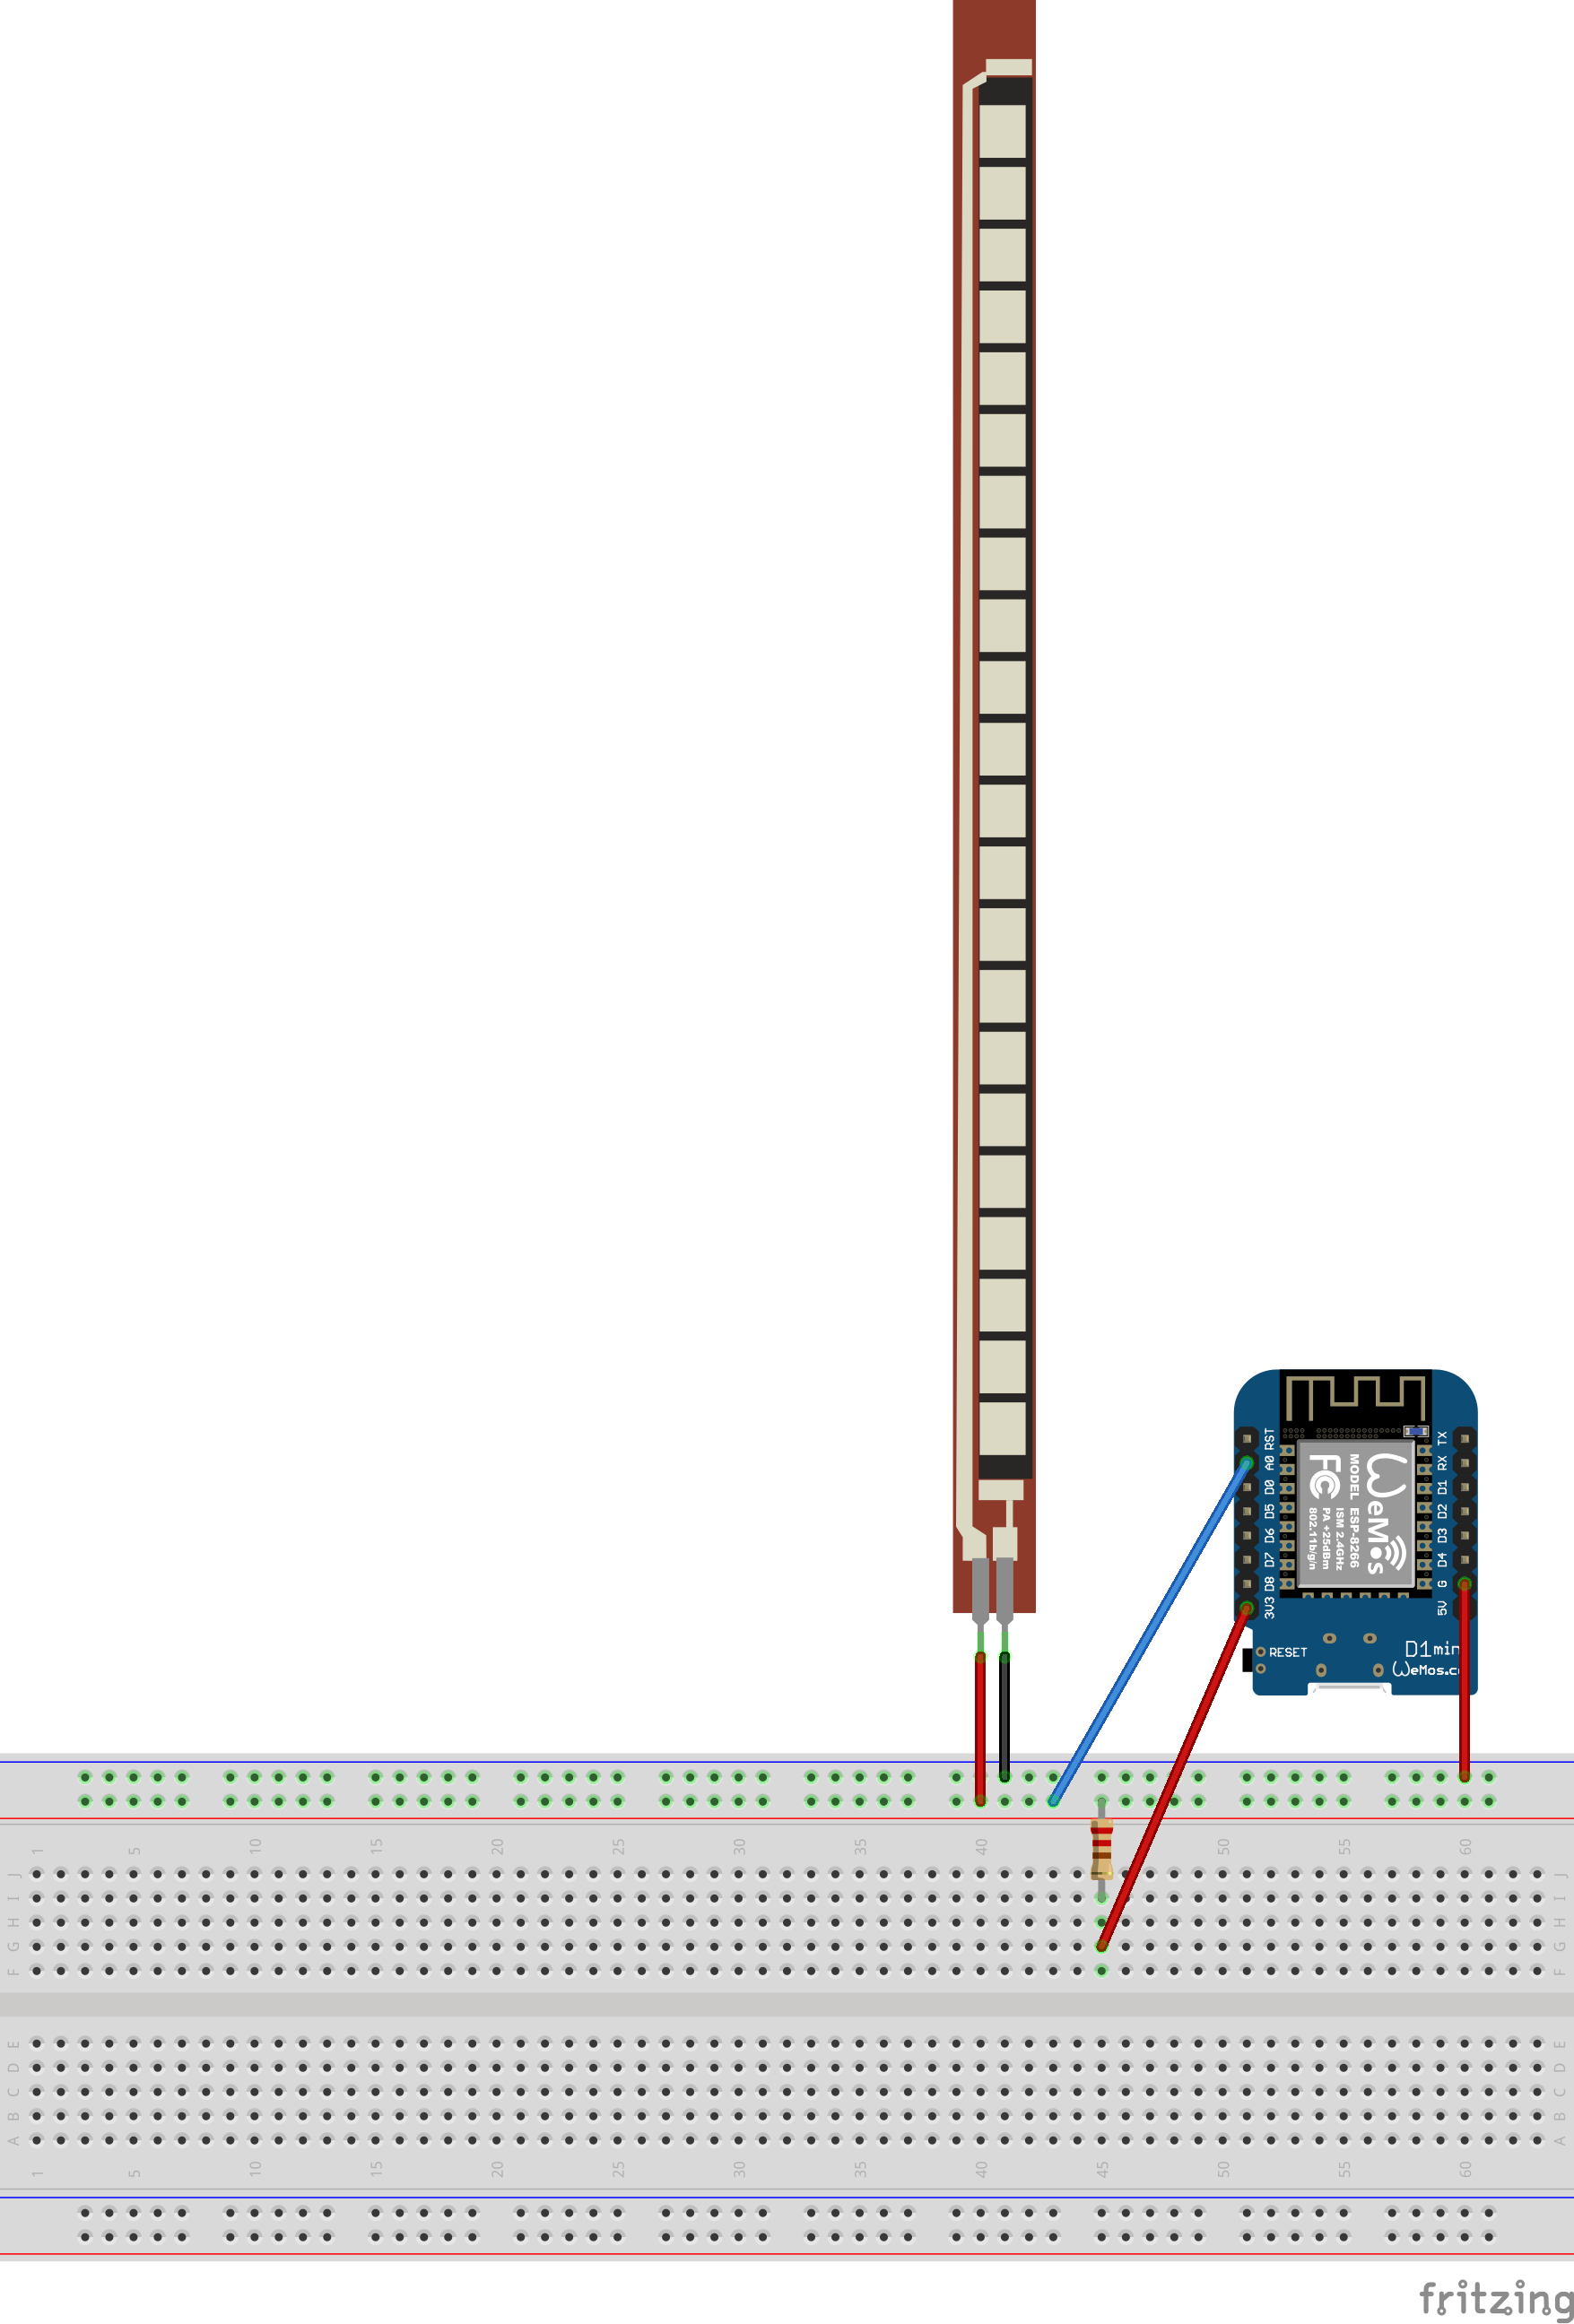 RST
A0
D0
D5
D6
D7
D8
3V3
TX
RX
D1
D2
D3
D4
G
5V
WeMos
MODEL ESP-8266
ISM 2.4GHz
PA +25dBm
802.11b/g/n
FC
RESET
D1 min
WeMos.c
1 5 10 15 20 25 30 35 40 45 50 55 60
J J
I I
H H
G G
F F
E E
D D
C C
B B
A A
1 5 10 15 20 25 30 35 40 45 50 55 60
fritzing